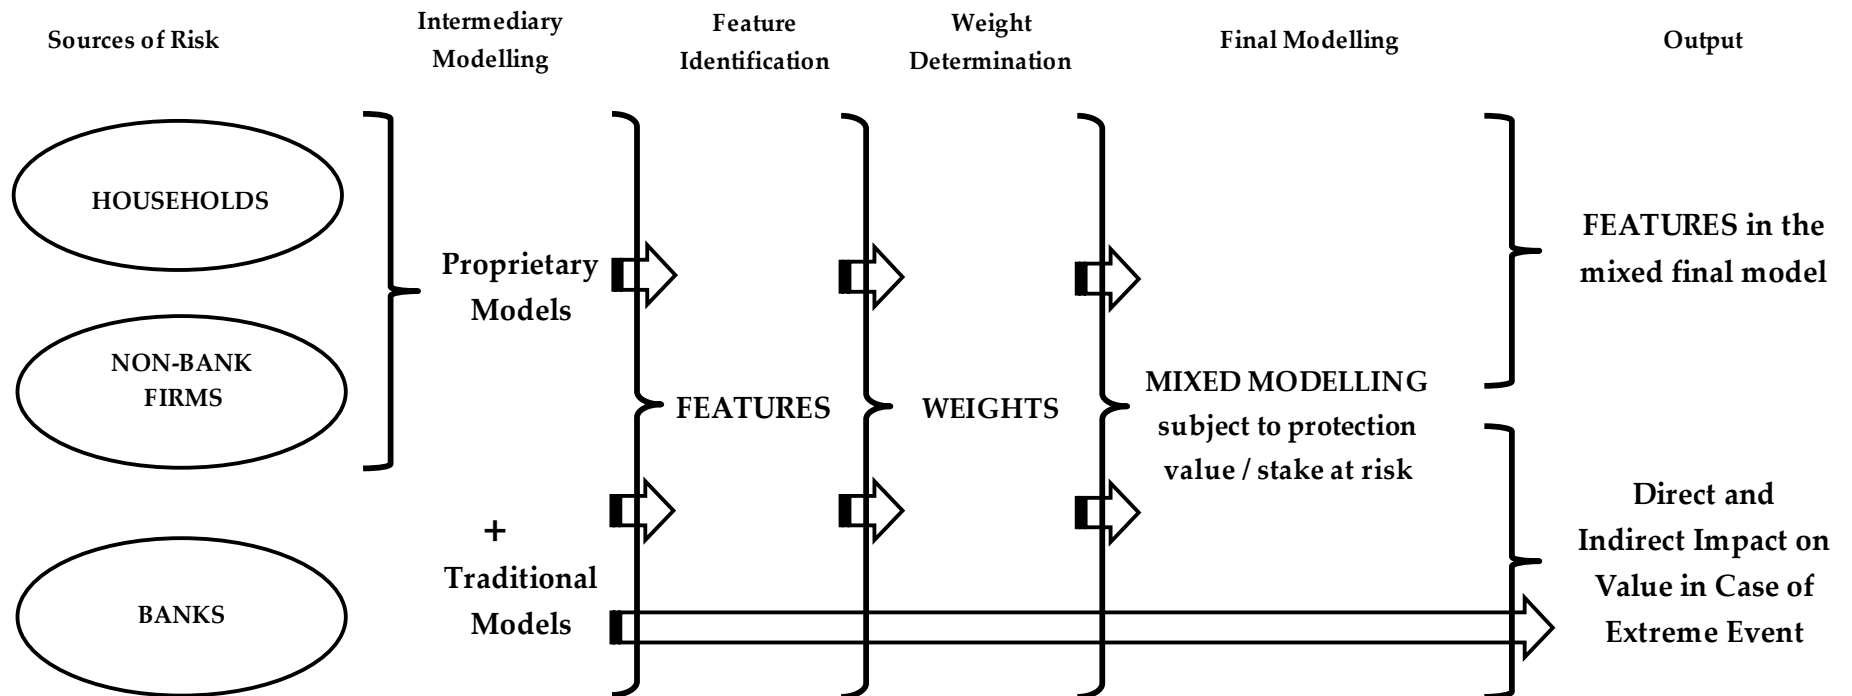 Sources of Risk
Intermediary
Modelling
Feature
Identification
Weight
Determination
Final Modelling
Output
HOUSEHOLDS
NON-BANK
FIRMS
BANKS
Proprietary
Models
+
Traditional
Models
FEATURES
WEIGHTS
MIXED MODELLING
subject to protection
value / stake at risk
FEATURES in the
mixed final model
Direct and
Indirect Impact on
Value in Case of
Extreme Event